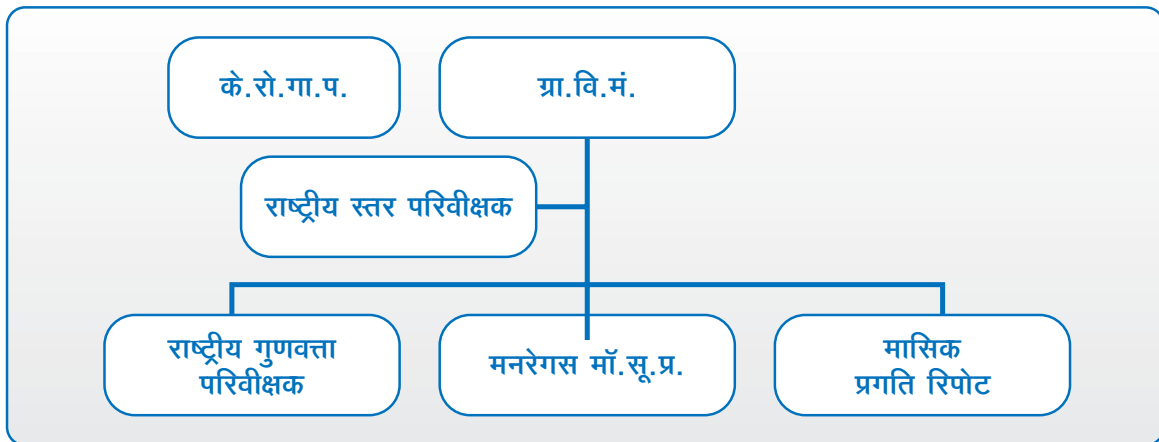 के.रो.गा.प.
ग्रा.वि.मं.
राष्ट्रीय स्तर परिवीक्षक
राष्ट्रीय गुणवत्ता
परिवीक्षक
मनरेगस मॉ.सू.प्र.
मासिक
प्रगति रिपोट